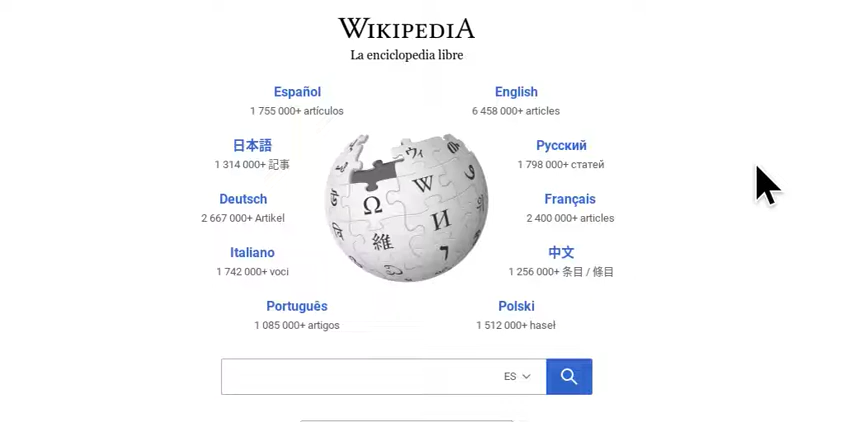 WIKIPEDIA
La enciclopedia libre
Español
1 755 000+ artículos
English
6 458 000+ articles
日本語
1 314 000+ 記事
Русский
1 798 000+ статей
Deutsch
2 667 000+ Artikel
Français
2 400 000+ articles
Italiano
1 742 000+ voci
中文
1 256 000+ 条目 / 條目
Português
1 085 000+ artigos
Polski
1 512 000+ haseł
Ω
W
И
維
ウィ
ES